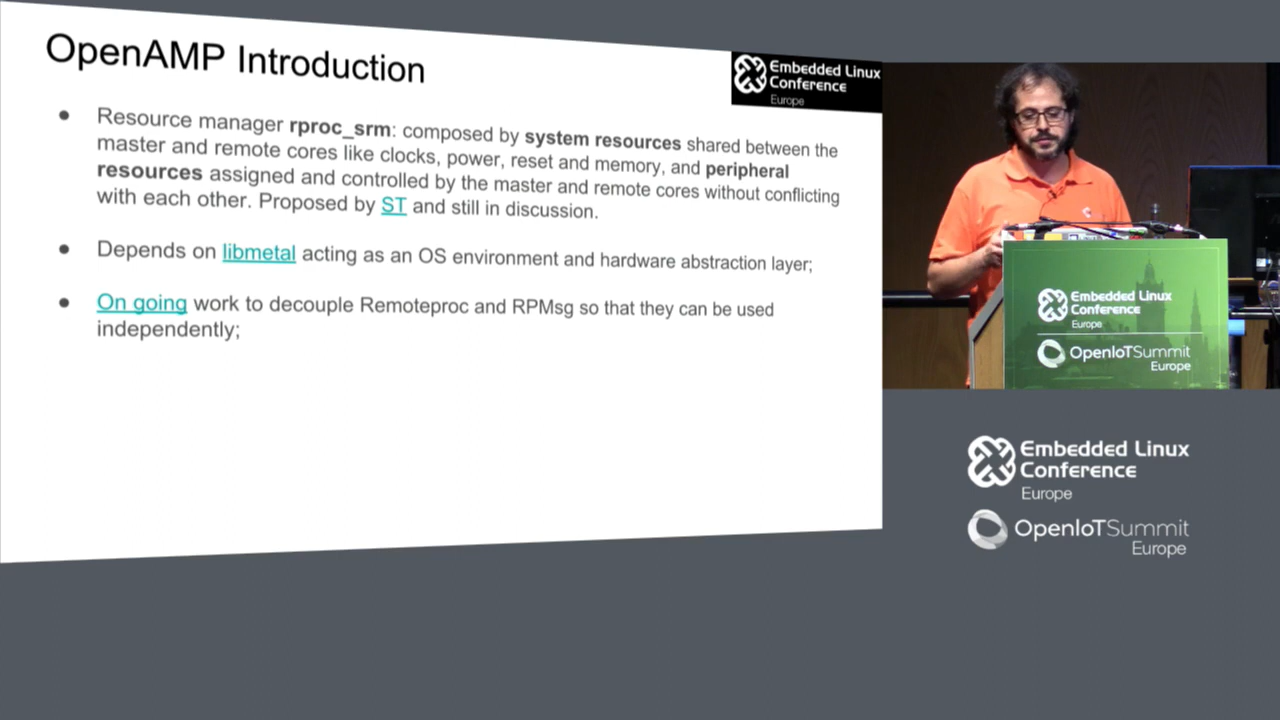 OpenAMP Introduction
Embedded Linux
Conference
Europe
● Resource manager rproc_srm: composed by system resources shared between the
master and remote cores like clocks, power, reset and memory, and peripheral
resources assigned and controlled by the master and remote cores without conflicting
with each other. Proposed by ST and still in discussion.
● Depends on libmetal acting as an OS environment and hardware abstraction layer;
● On going work to decouple Remoteproc and RPMsg so that they can be used
independently;
Embedded Linux
Conference
Europe
OpenIoTSummit
Europe
Embedded Linux
Conference
Europe
OpenIoTSummit
Europe